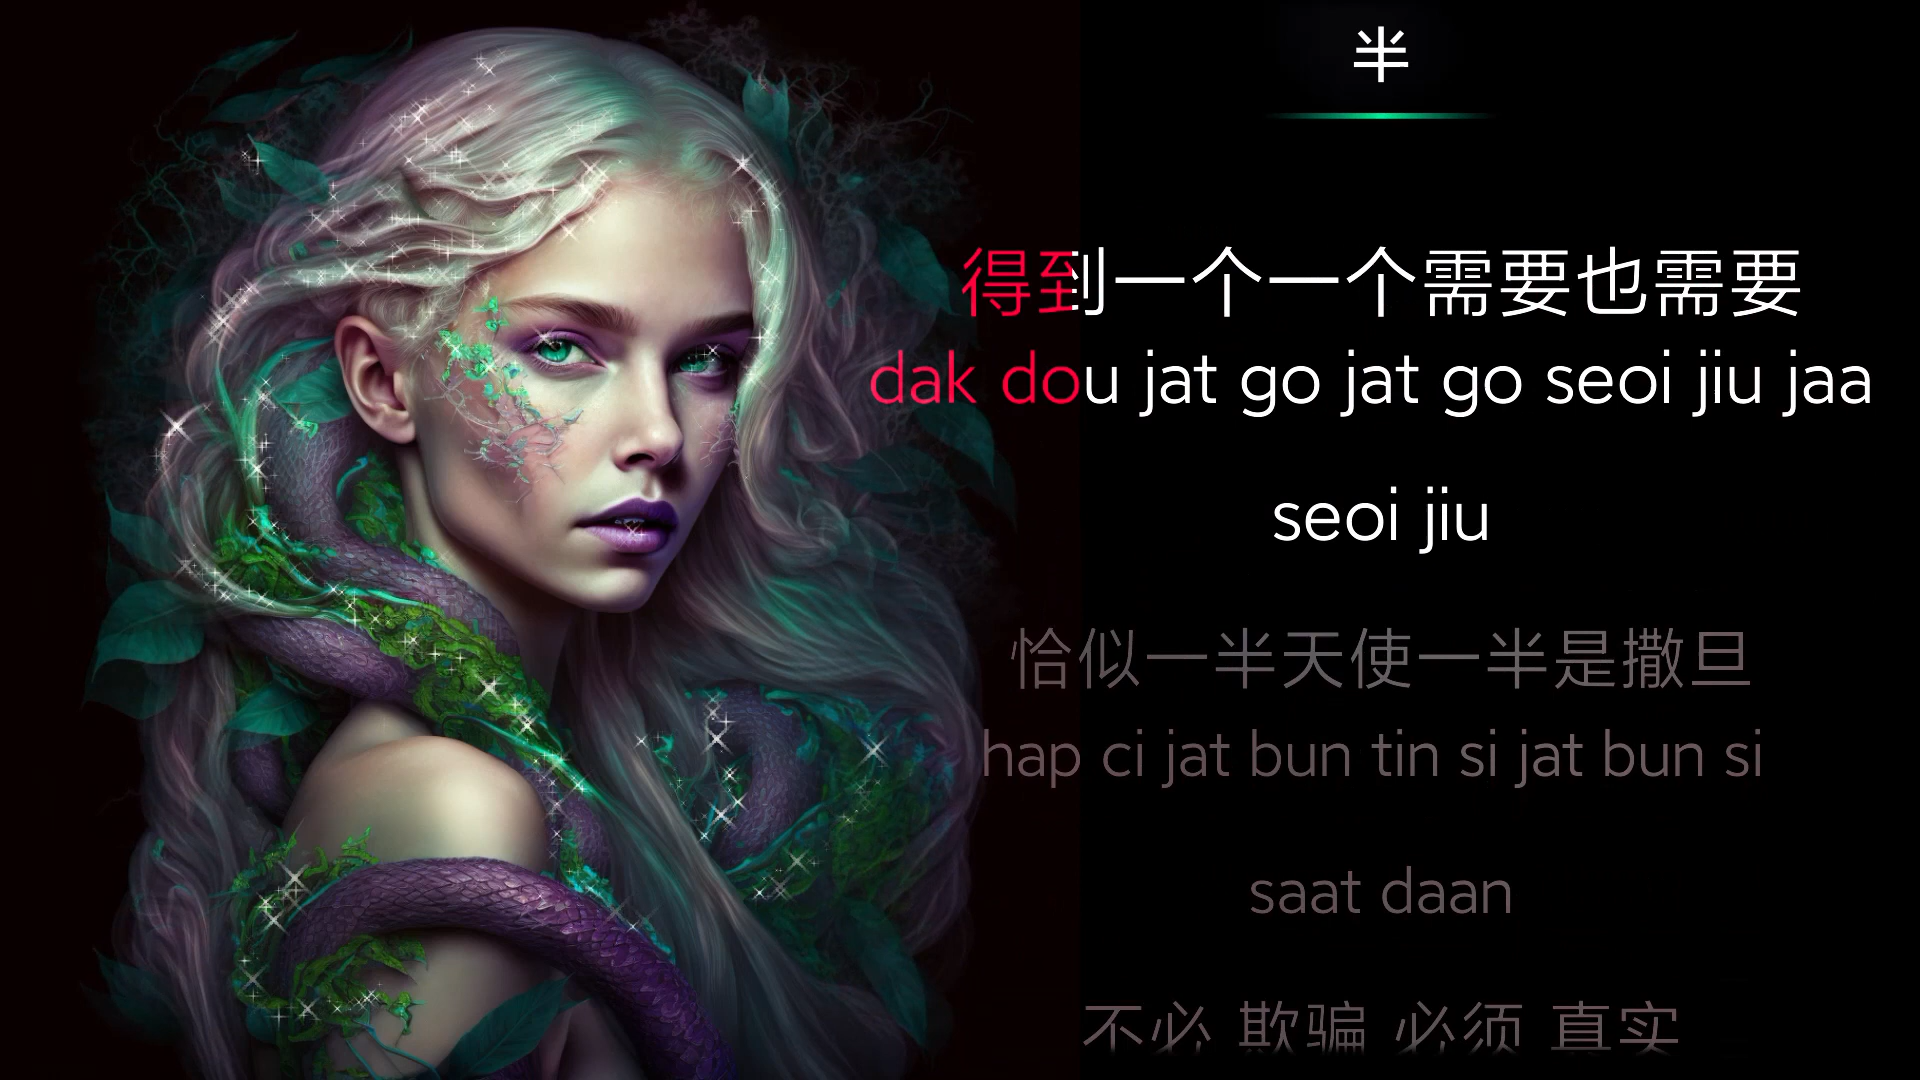 半
得到一个一个需要也需要
dak dou jat go jat go seoi jiu jaa
seoi jiu
恰似一半天使一半是撒旦
hap ci jat bun tin si jat bun si
saat daan
不必 欺骗 必须 真实